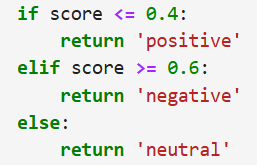 if score <= 0.4:
    return 'positive'
elif score >= 0.6:
    return 'negative'
else:
    return 'neutral'